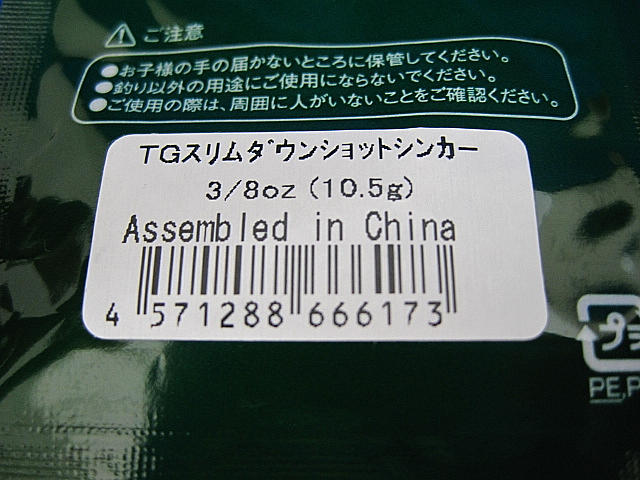 ご注意
●お子様の手の届かないところに保管してください。
●釣り以外の用途にご使用にならないでください。
●ご使用の際は、周囲に人がいないことをご確認ください。
TGスリムダウンショットシンカー
3/8oz (10.5g)
Assembled in China
4 571288 666173
プラ
PE,P